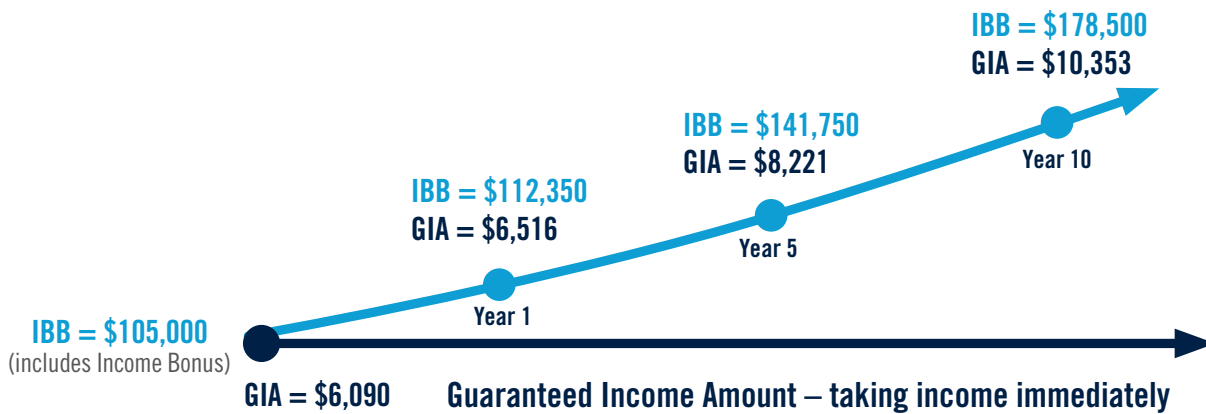 IBB = $178,500
GIA = $10,353
Year 10
IBB = $141,750
GIA = $8,221
Year 5
IBB = $112,350
GIA = $6,516
Year 1
IBB = $105,000
(includes Income Bonus)
GIA = $6,090
Guaranteed Income Amount – taking income immediately